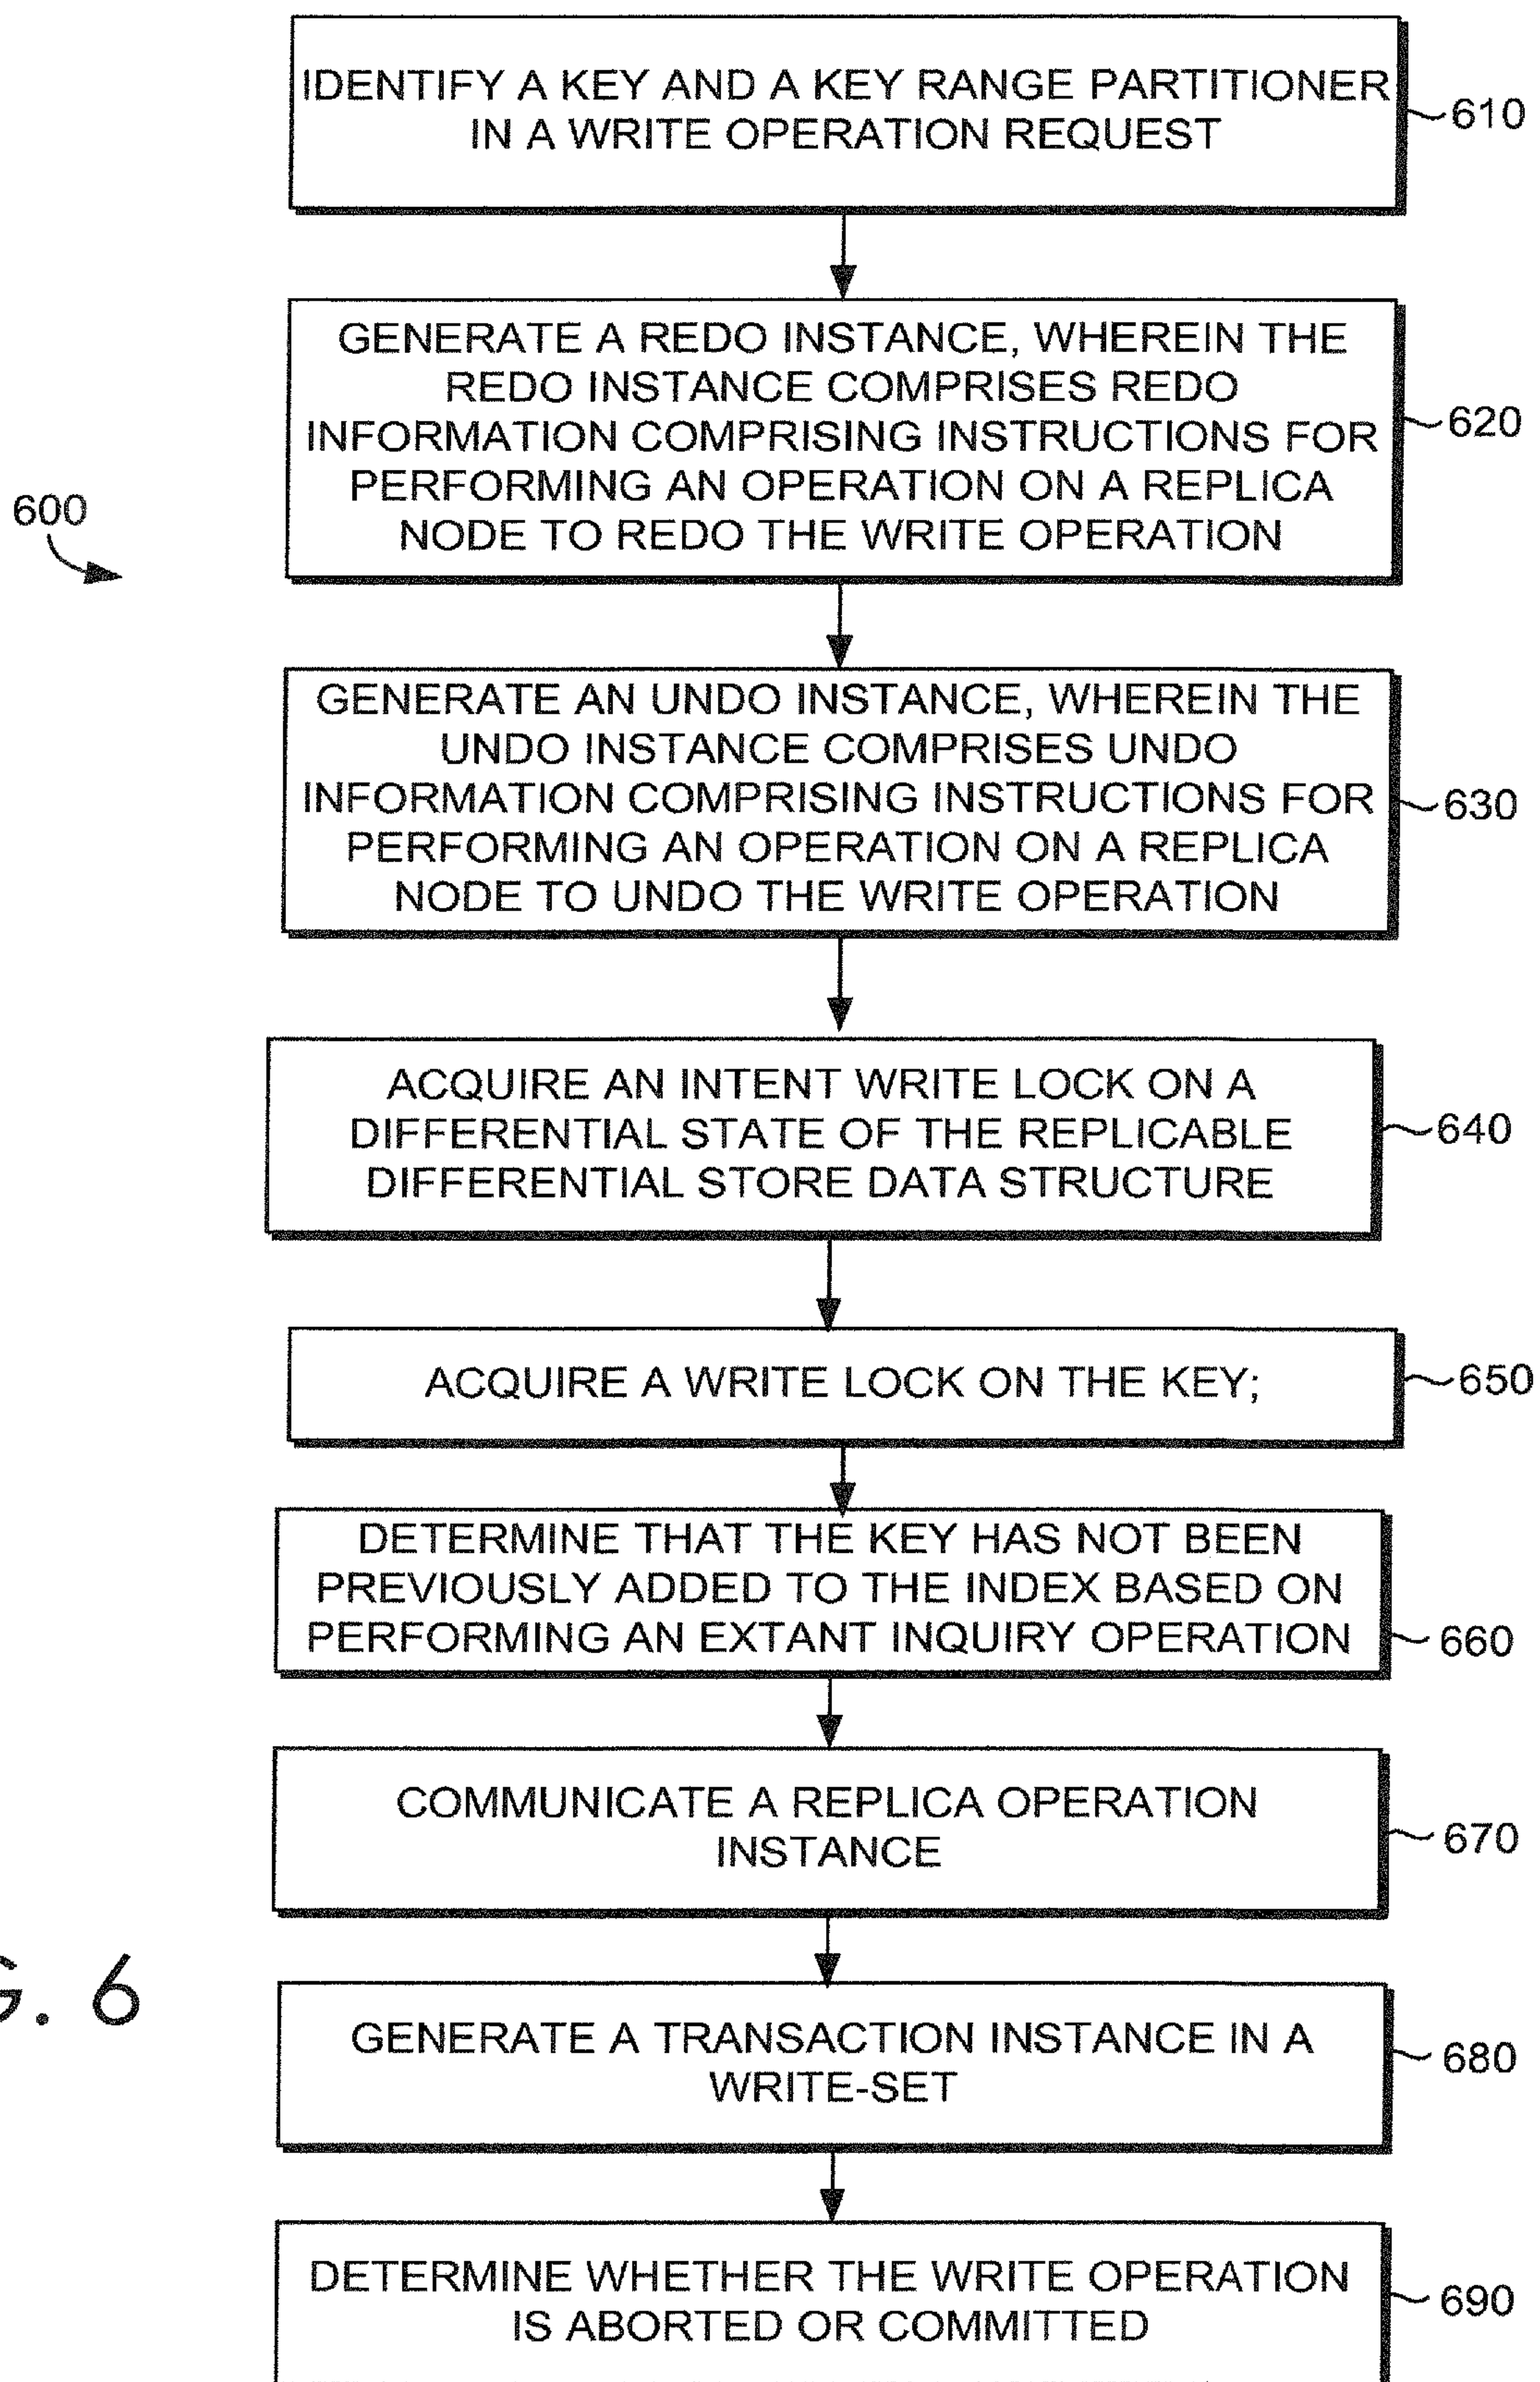 IDENTIFY A KEY AND A KEY RANGE PARTITIONER
IN A WRITE OPERATION REQUEST
610
GENERATE A REDO INSTANCE, WHEREIN THE
REDO INSTANCE COMPRISES REDO
INFORMATION COMPRISING INSTRUCTIONS FOR
PERFORMING AN OPERATION ON A REPLICA
NODE TO REDO THE WRITE OPERATION
620
600
GENERATE AN UNDO INSTANCE, WHEREIN THE
UNDO INSTANCE COMPRISES UNDO
INFORMATION COMPRISING INSTRUCTIONS FOR
PERFORMING AN OPERATION ON A REPLICA
NODE TO UNDO THE WRITE OPERATION
630
ACQUIRE AN INTENT WRITE LOCK ON A
DIFFERENTIAL STATE OF THE REPLICABLE
DIFFERENTIAL STORE DATA STRUCTURE
640
ACQUIRE A WRITE LOCK ON THE KEY;
650
DETERMINE THAT THE KEY HAS NOT BEEN
PREVIOUSLY ADDED TO THE INDEX BASED ON
PERFORMING AN EXTANT INQUIRY OPERATION
660
COMMUNICATE A REPLICA OPERATION
INSTANCE
670
G. 6
GENERATE A TRANSACTION INSTANCE IN A
WRITE-SET
680
DETERMINE WHETHER THE WRITE OPERATION
IS ABORTED OR COMMITTED
690